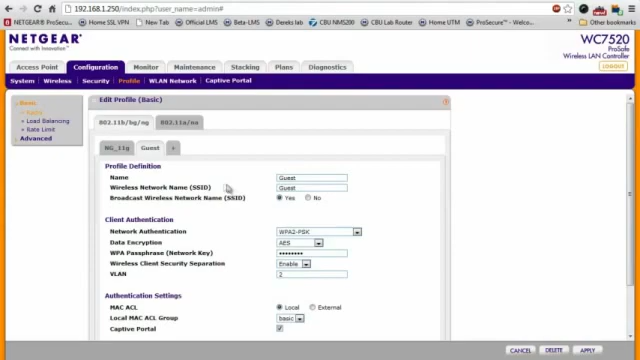 192.168.1.250/index.php?user_name=admin#
NETGEAR® ProSecu
Home SSL VPN
New Tab
Official LMS
Beta-LMS
Dereks lab
CBU NMS200
CBU Lab Router
HOST
ProSecure™ - Welco...
Other bookmarks
NETGEAR
Connect with Innovation™
WC7520
ProSafe
Wireless LAN Controller
Access Point
Configuration
Monitor
Maintenance
Stacking
Plans
Diagnostics
LOGOUT
System
Wireless
Security
Profile
WLAN Network
Captive Portal
Basic
Radio
Load Balancing
Rate Limit
Advanced
Edit Profile (Basic)
802.11b/bg/ng
802.11a/na
NG_11g
Guest
+
Profile Definition
Name
Guest
Wireless Network Name (SSID)
Guest
Broadcast Wireless Network Name (SSID)
Yes
No
Client Authentication
Network Authentication
WPA2-PSK
Data Encryption
AES
WPA Passphrase (Network Key)
••••••••
Wireless Client Security Separation
Enable
VLAN
2
Authentication Settings
MAC ACL
Local
External
Local MAC ACL Group
basic
Captive Portal
CANCEL
DELETE
APPLY